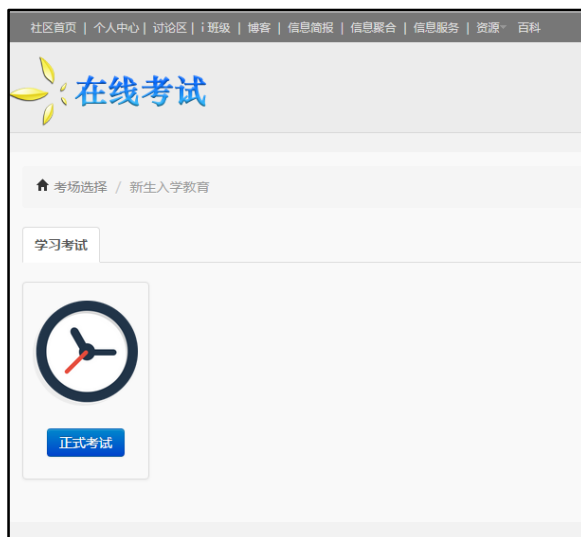 社区首页 | 个人中心 | 讨论区 | i 班级 | 博客 | 信息简报 | 信息聚合 | 信息服务 | 资源 百科
在线考试
考场选择 / 新生入学教育
学习考试
正式考试